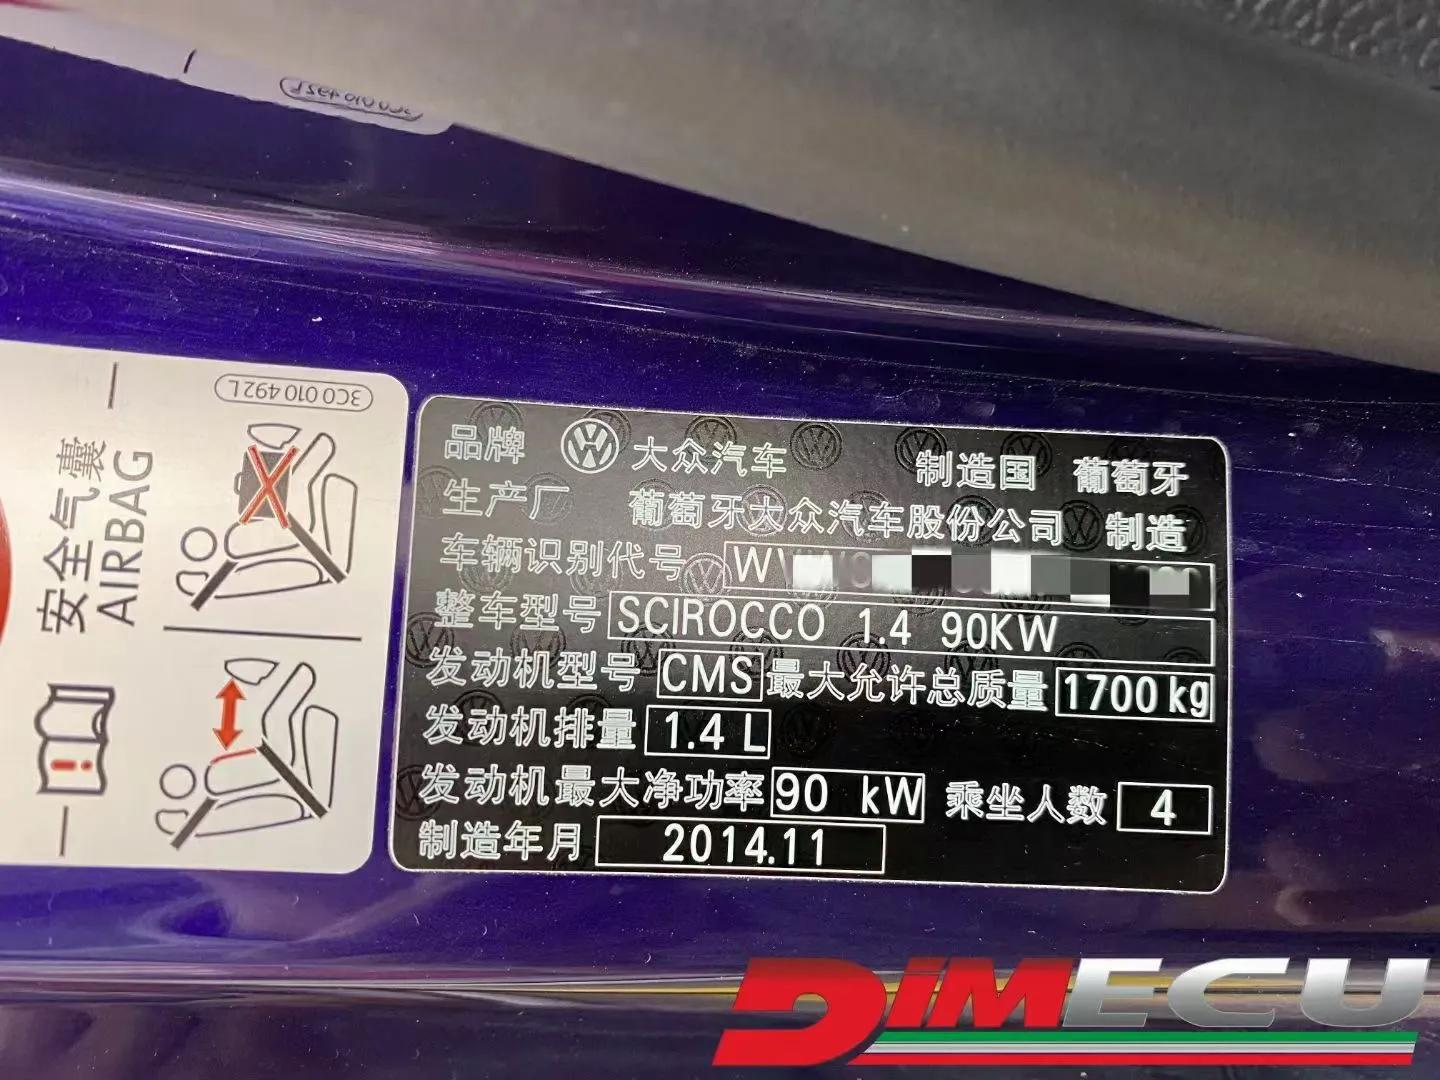 3C0 010 492 L
安全气囊
AIRBAG
品牌 大众汽车 制造国 葡萄牙
生产厂 葡萄牙大众汽车股份公司 制造
车辆识别代号 W
整车型号 SCIROCCO 1.4 90KW
发动机型号 CMS 最大允许总质量 1700 kg
发动机排量 1.4 L
发动机最大净功率 90 kW 乘坐人数 4
制造年月 2014.11
DiMECU